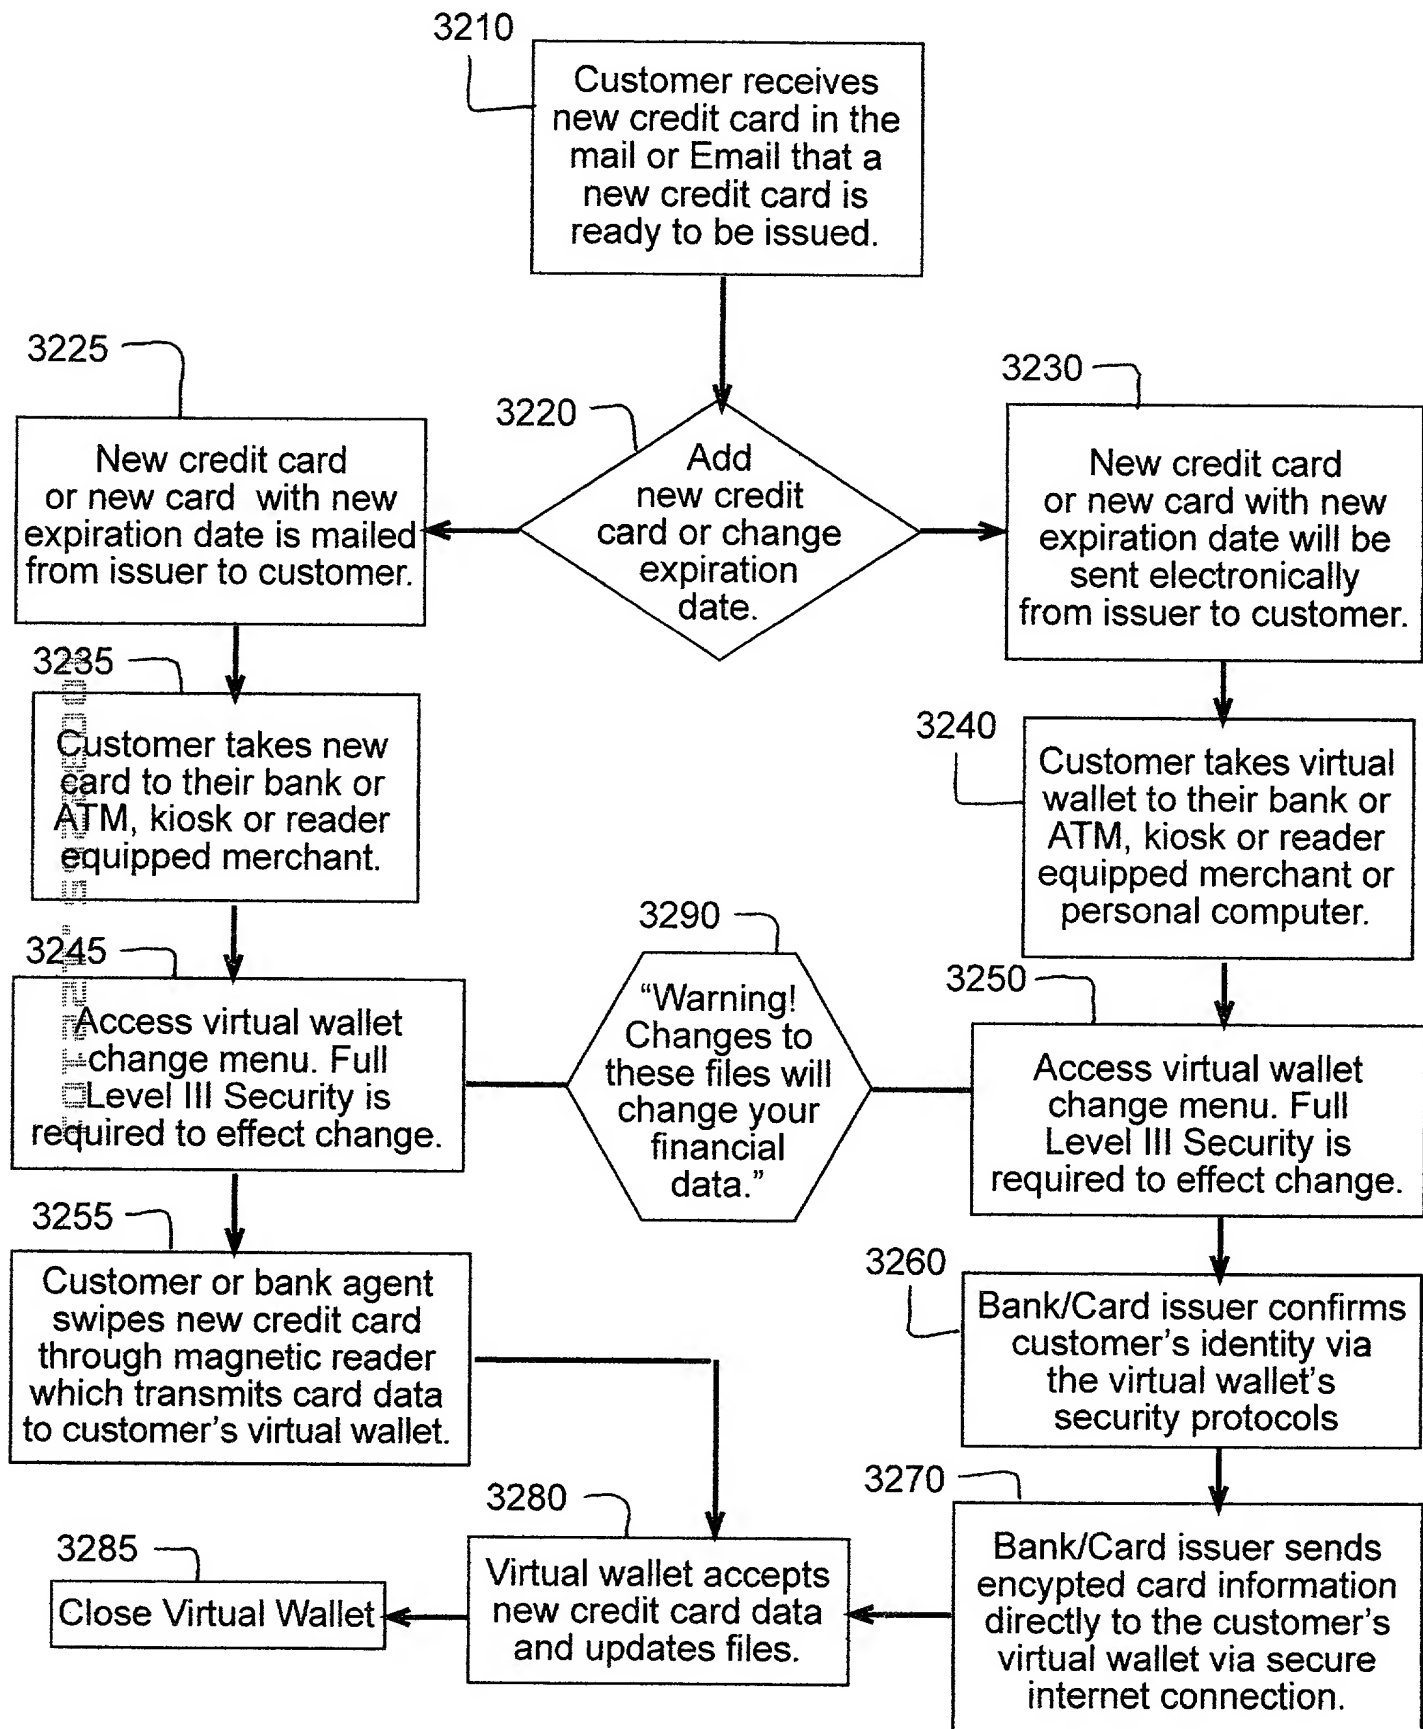 3210
Customer receives
new credit card in the
mail or Email that a
new credit card is
ready to be issued.
3220
Add
new credit
card or change
expiration
date.
3225
New credit card
or new card with new
expiration date is mailed
from issuer to customer.
3235
Customer takes new
card to their bank or
ATM, kiosk or reader
equipped merchant.
3245
Access virtual wallet
change menu. Full
Level III Security is
required to effect change.
3255
Customer or bank agent
swipes new credit card
through magnetic reader
which transmits card data
to customer's virtual wallet.
3230
New credit card
or new card with new
expiration date will be
sent electronically
from issuer to customer.
3240
Customer takes virtual
wallet to their bank or
ATM, kiosk or reader
equipped merchant or
personal computer.
3290
“Warning!
Changes to
these files will
change your
financial
data.”
3250
Access virtual wallet
change menu. Full
Level III Security is
required to effect change.
3260
Bank/Card issuer confirms
customer's identity via
the virtual wallet's
security protocols
3270
Bank/Card issuer sends
encypted card information
directly to the customer's
virtual wallet via secure
internet connection.
3280
Virtual wallet accepts
new credit card data
and updates files.
3285
Close Virtual Wallet